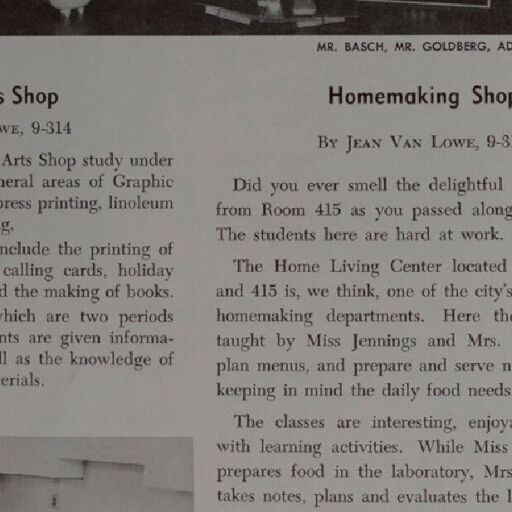 MR. BASCH, MR. GOLDBERG, AD
s Shop
WE, 9-314
Arts Shop study under
neral areas of Graphic
press printing, linoleum
g.
nclude the printing of
calling cards, holiday
d the making of books.
which are two periods
nts are given informa-
ll as the knowledge of
erials.
Homemaking Shop
By Jean Van Lowe, 9-3
Did you ever smell the delightful
from Room 415 as you passed along
The students here are hard at work.
The Home Living Center located
and 415 is, we think, one of the city's
homemaking departments. Here the
taught by Miss Jennings and Mrs.
plan menus, and prepare and serve n
keeping in mind the daily food needs
The classes are interesting, enjoya
with learning activities. While Miss
prepares food in the laboratory, Mrs
takes notes, plans and evaluates the l